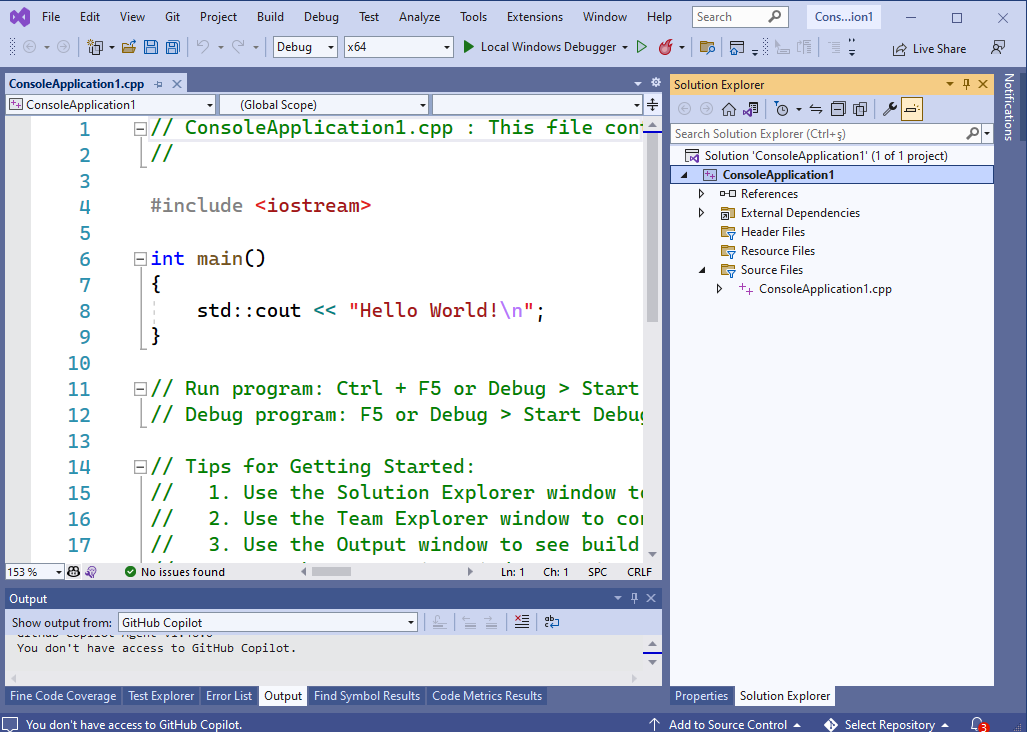 File Edit View Git Project Build Debug Test Analyze Tools Extensions Window Help Search Cons...ion1
Debug x64 Local Windows Debugger Live Share
ConsoleApplication1.cpp
ConsoleApplication1 (Global Scope)
1 // ConsoleApplication1.cpp : This file con
2 //
3
4 #include <iostream>
5
6 int main()
7 {
8 std::cout << "Hello World!\n";
9 }
10
11 // Run program: Ctrl + F5 or Debug > Start
12 // Debug program: F5 or Debug > Start Debug
13
14 // Tips for Getting Started:
15 // 1. Use the Solution Explorer window to
16 // 2. Use the Team Explorer window to con
17 // 3. Use the Output window to see build
153 % No issues found Ln: 1 Ch: 1 SPC CRLF
Output
Show output from: GitHub Copilot
You don't have access to GitHub Copilot.
Fine Code Coverage Test Explorer Error List Output Find Symbol Results Code Metrics Results
Solution Explorer
Search Solution Explorer (Ctrl+ş)
Solution 'ConsoleApplication1' (1 of 1 project)
ConsoleApplication1
References
External Dependencies
Header Files
Resource Files
Source Files
ConsoleApplication1.cpp
Properties Solution Explorer
Notifications
You don't have access to GitHub Copilot. Add to Source Control Select Repository 3